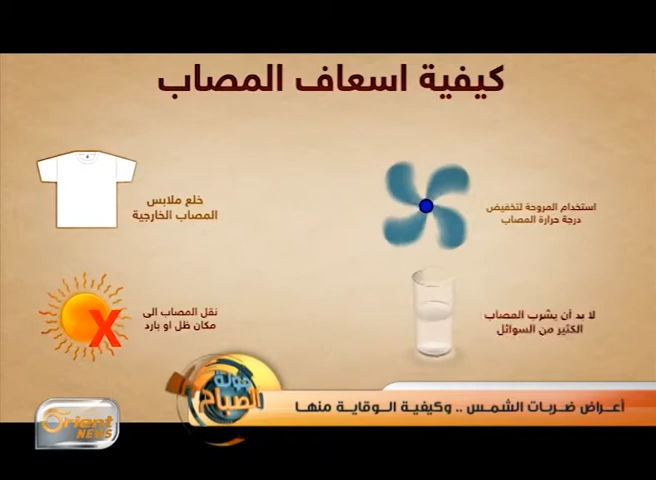 كيفية اسعاف المصاب
استخدام المروحة لتخفيض
درجة حرارة المصاب
خلع ملابس
المصاب الخارجية
لا بد أن يشرب المصاب
الكثير من السوائل
نقل المصاب الى
مكان ظل او بارد
X
جولة
الصباح
أعراض ضربات الشمس .. وكيفية الوقاية منها
Orient
NEWS